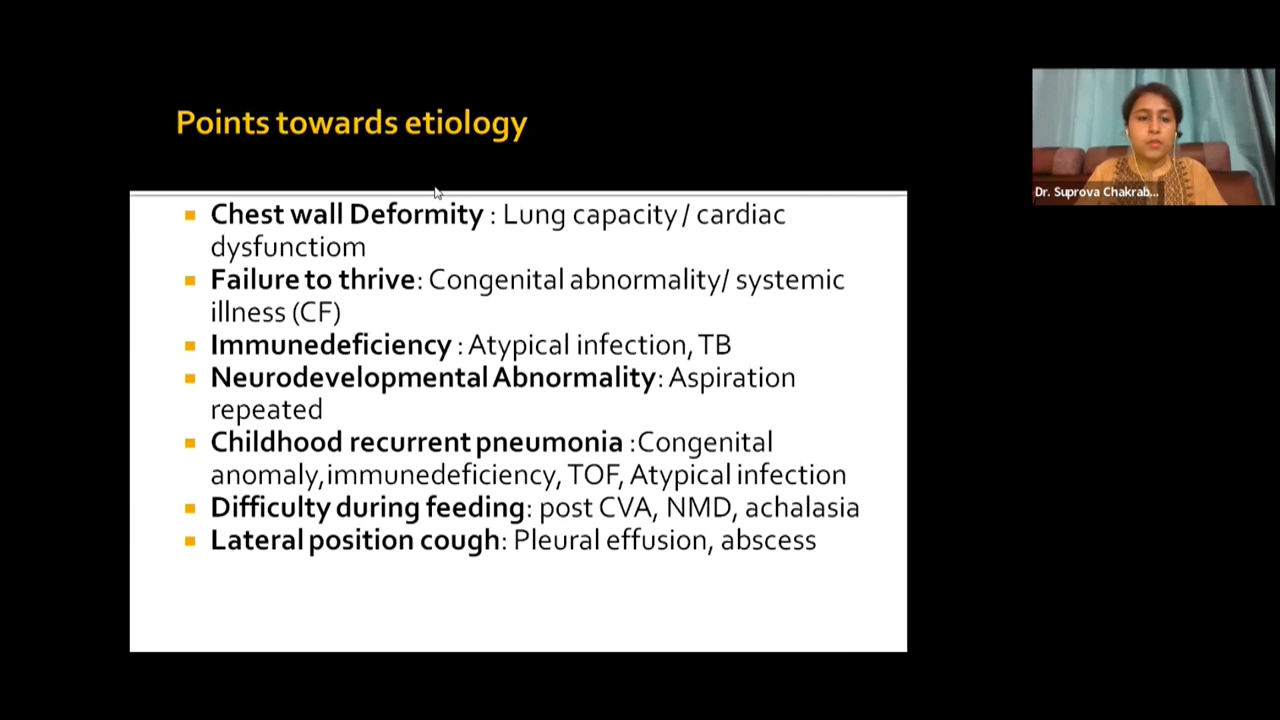 Points towards etiology
Chest wall Deformity : Lung capacity / cardiac
dysfunctiom
Failure to thrive: Congenital abnormality/ systemic
illness (CF)
Immunedeficiency : Atypical infection, TB
Neurodevelopmental Abnormality: Aspiration
repeated
Childhood recurrent pneumonia :Congenital
anomaly,immunedeficiency, TOF, Atypical infection
Difficulty during feeding: post CVA, NMD, achalasia
Lateral position cough: Pleural effusion, abscess
Dr. Suprova Chakrab...